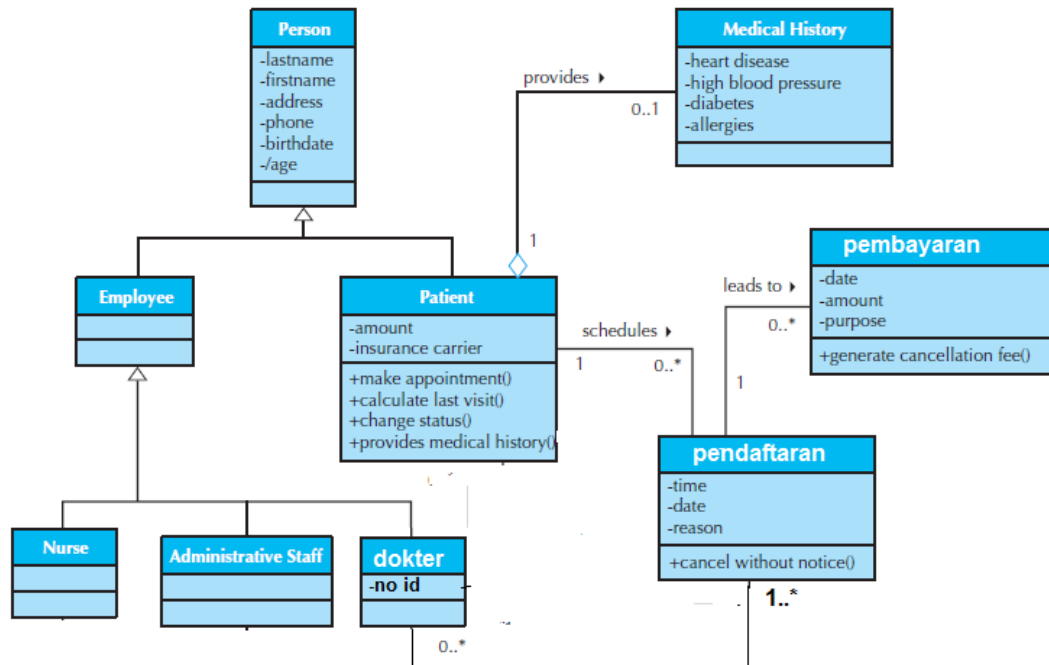 Person
-lastname
-firstname
-address
-phone
-birthdate
-/age
Medical History
-heart disease
-high blood pressure
-diabetes
-allergies
provides
0..1
1
Employee
Patient
-amount
-insurance carrier
+make appointment()
+calculate last visit()
+change status()
+provides medical history()
schedules
1
0..*
pembayaran
-date
-amount
-purpose
+generate cancellation fee()
leads to
0..*
1
pendaftaran
-time
-date
-reason
+cancel without notice()
1..*
Nurse
Administrative Staff
dokter
-no id
0..*